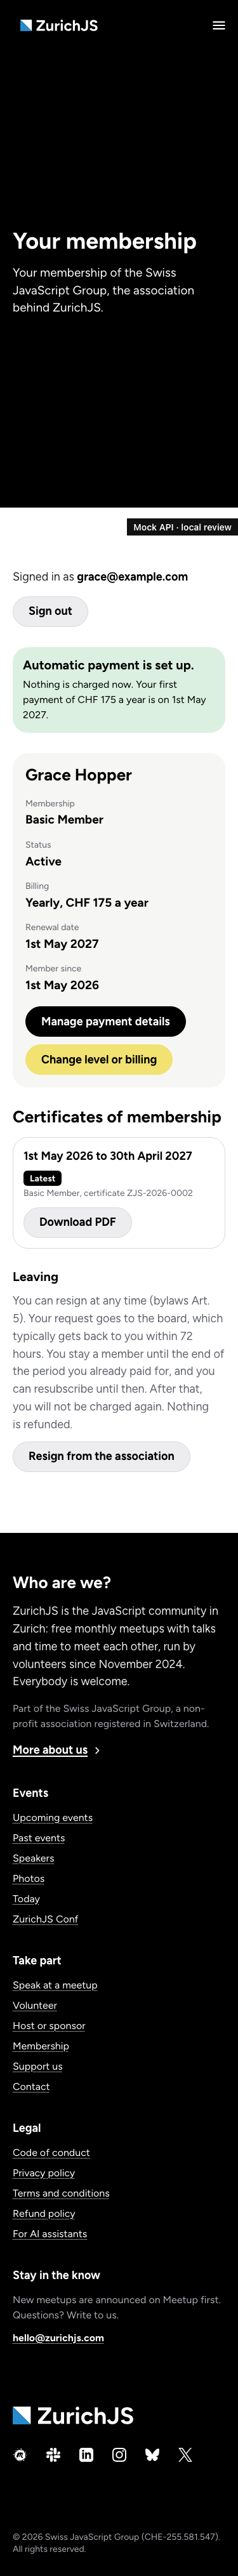 ZurichJS
Your membership
Your membership of the Swiss
JavaScript Group, the association
behind ZurichJS.
Mock API · local review
Signed in as grace@example.com
Sign out
Automatic payment is set up.
Nothing is charged now. Your first
payment of CHF 175 a year is on 1st May
2027.
Grace Hopper
Membership
Basic Member
Status
Active
Billing
Yearly, CHF 175 a year
Renewal date
1st May 2027
Member since
1st May 2026
Manage payment details
Change level or billing
Certificates of membership
1st May 2026 to 30th April 2027
Latest
Basic Member, certificate ZJS-2026-0002
Download PDF
Leaving
You can resign at any time (bylaws Art.
5). Your request goes to the board, which
typically gets back to you within 72
hours. You stay a member until the end of
the period you already paid for, and you
can resubscribe until then. After that,
you will not be charged again. Nothing
is refunded.
Resign from the association
Who are we?
ZurichJS is the JavaScript community in
Zurich: free monthly meetups with talks
and time to meet each other, run by
volunteers since November 2024.
Everybody is welcome.
Part of the Swiss JavaScript Group, a non-
profit association registered in Switzerland.
More about us
Events
Upcoming events
Past events
Speakers
Photos
Today
ZurichJS Conf
Take part
Speak at a meetup
Volunteer
Host or sponsor
Membership
Support us
Contact
Legal
Code of conduct
Privacy policy
Terms and conditions
Refund policy
For AI assistants
Stay in the know
New meetups are announced on Meetup first.
Questions? Write to us.
hello@zurichjs.com
ZurichJS
© 2026 Swiss JavaScript Group (CHE-255.581.547).
All rights reserved.